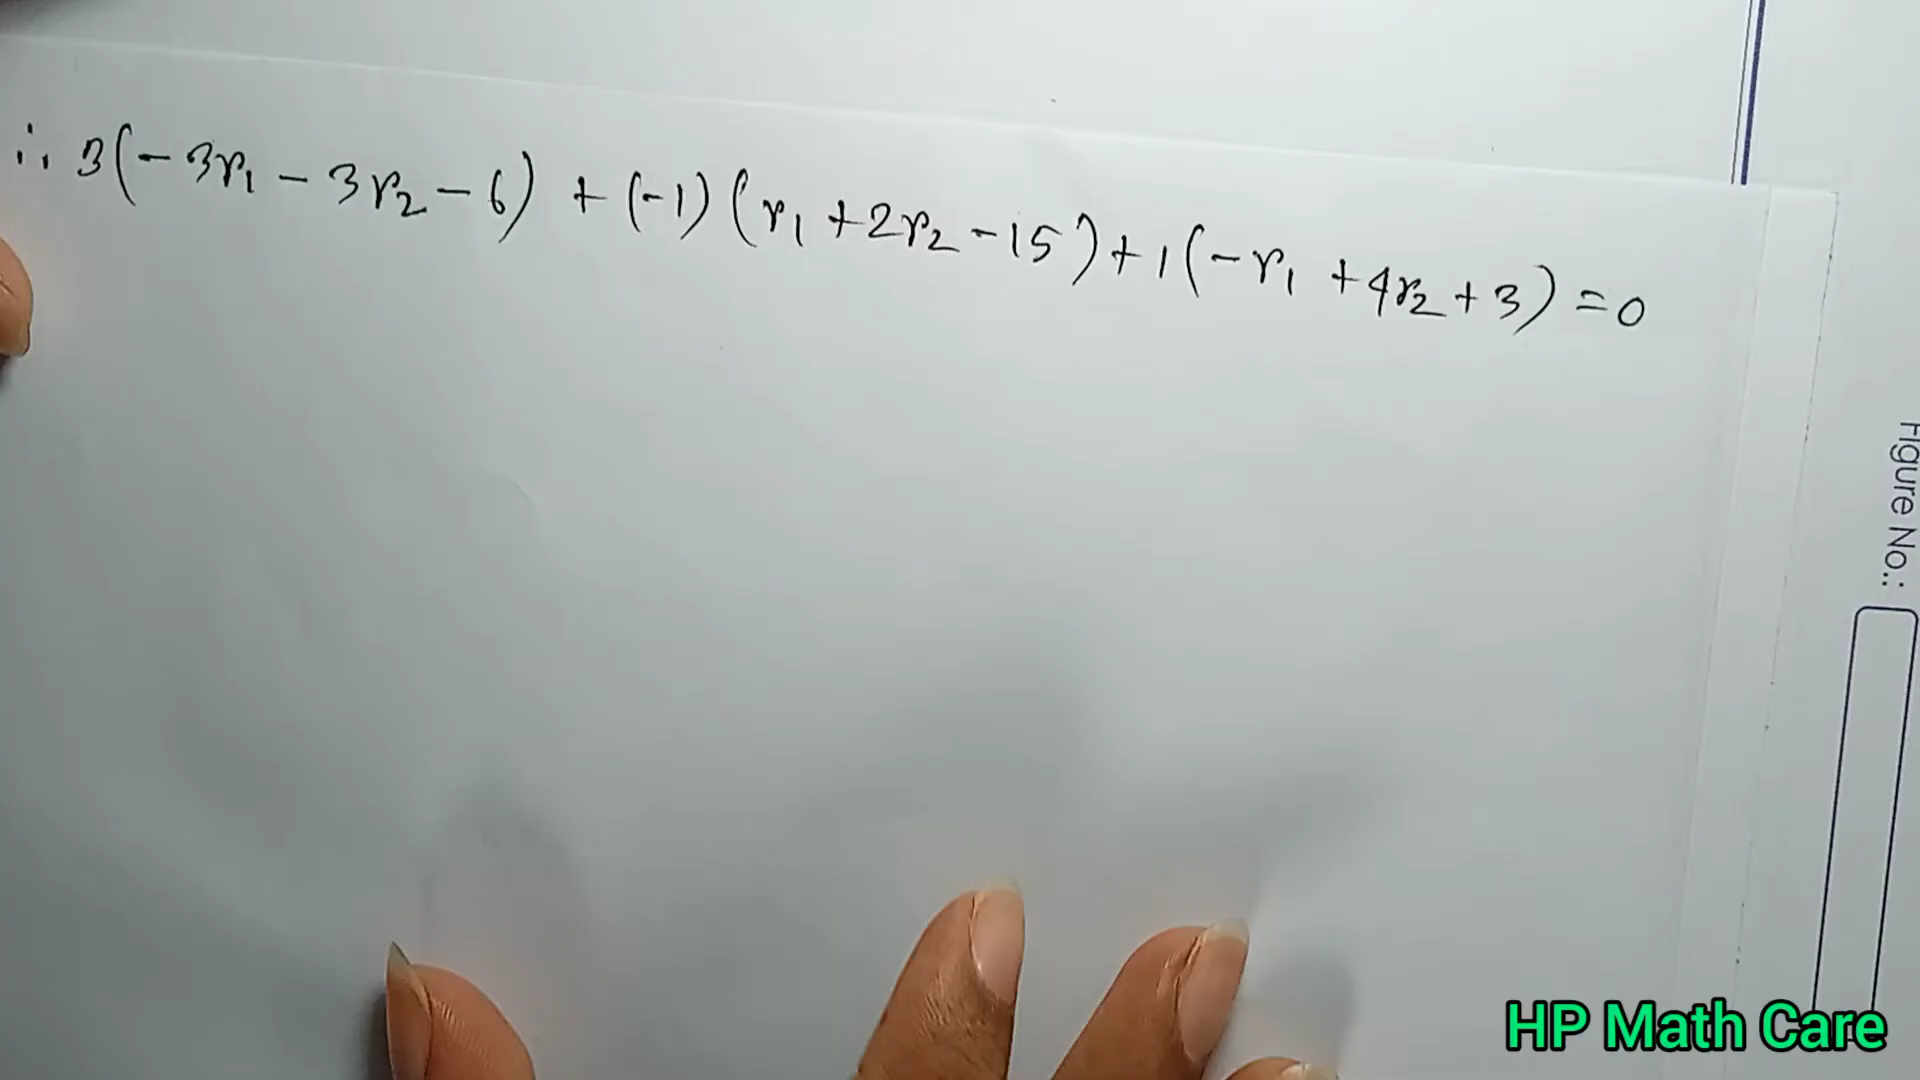 ∴ 3(-3r₁ - 3r₂ - 6) + (-1) (r₁ + 2r₂ - 15) + 1(-r₁ + 4r₂ + 3) = 0
Figure No.:
HP Math Care